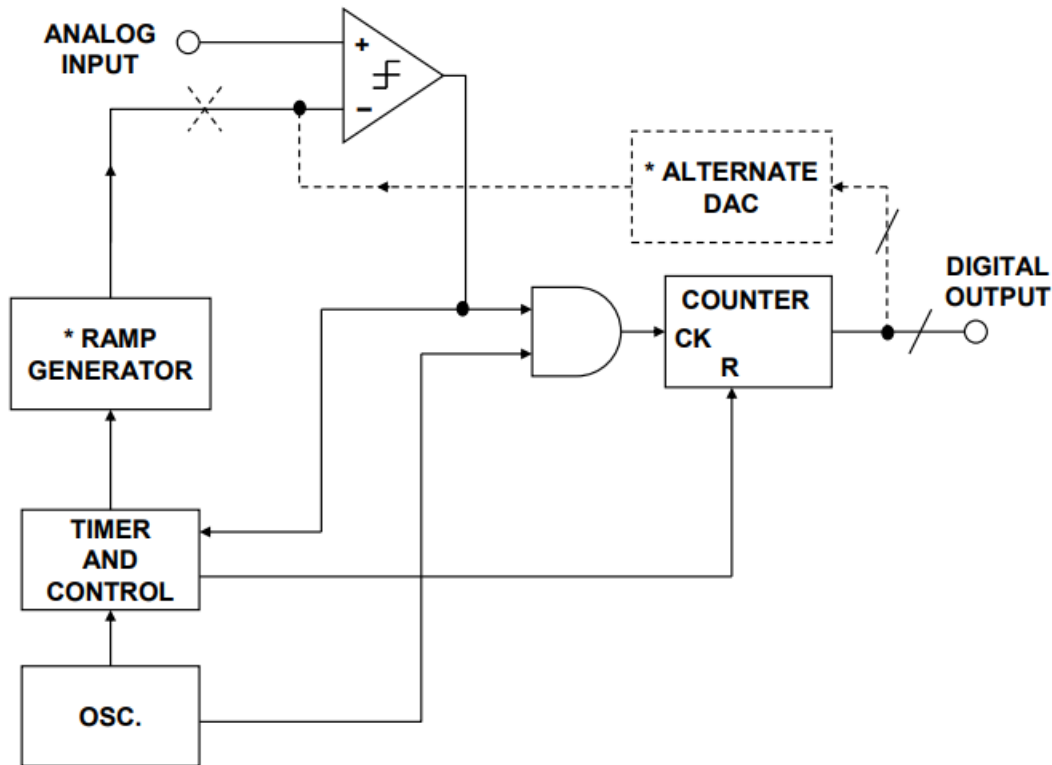 ANALOG
INPUT
+
−
* ALTERNATE
DAC
DIGITAL
OUTPUT
COUNTER
CK
R
* RAMP
GENERATOR
TIMER
AND
CONTROL
OSC.